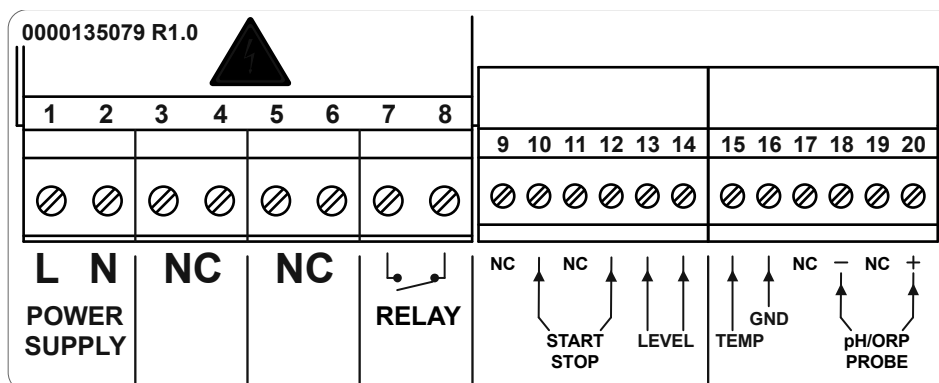 0000135079 R1.0
1 2 3 4 5 6 7 8
9 10 11 12 13 14 15 16 17 18 19 20
L N NC NC
POWER
SUPPLY
RELAY
NC NC NC − NC +
START
STOP
LEVEL
TEMP
GND
pH/ORP
PROBE